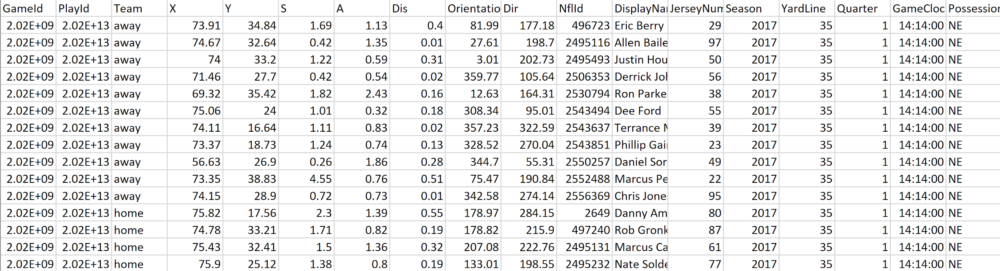 GameId PlayId Team X Y S A Dis Orientatio Dir NflId DisplayNar JerseyNum Season YardLine Quarter GameCloc Possession
2.02E+09 2.02E+13 away 73.91 34.84 1.69 1.13 0.4 81.99 177.18 496723 Eric Berry 29 2017 35 1 14:14:00 NE
2.02E+09 2.02E+13 away 74.67 32.64 0.42 1.35 0.01 27.61 198.7 2495116 Allen Baile 97 2017 35 1 14:14:00 NE
2.02E+09 2.02E+13 away 74 33.2 1.22 0.59 0.31 3.01 202.73 2495493 Justin Hou 50 2017 35 1 14:14:00 NE
2.02E+09 2.02E+13 away 71.46 27.7 0.42 0.54 0.02 359.77 105.64 2506353 Derrick Joh 56 2017 35 1 14:14:00 NE
2.02E+09 2.02E+13 away 69.32 35.42 1.82 2.43 0.16 12.63 164.31 2530794 Ron Parke 38 2017 35 1 14:14:00 NE
2.02E+09 2.02E+13 away 75.06 24 1.01 0.32 0.18 308.34 95.01 2543494 Dee Ford 55 2017 35 1 14:14:00 NE
2.02E+09 2.02E+13 away 74.11 16.64 1.11 0.83 0.02 357.23 322.59 2543637 Terrance M 39 2017 35 1 14:14:00 NE
2.02E+09 2.02E+13 away 73.37 18.73 1.24 0.74 0.13 328.52 270.04 2543851 Phillip Gai 23 2017 35 1 14:14:00 NE
2.02E+09 2.02E+13 away 56.63 26.9 0.26 1.86 0.28 344.7 55.31 2550257 Daniel Sor 49 2017 35 1 14:14:00 NE
2.02E+09 2.02E+13 away 73.35 38.83 4.55 0.76 0.51 75.47 190.84 2552488 Marcus Pe 22 2017 35 1 14:14:00 NE
2.02E+09 2.02E+13 away 74.15 28.9 0.72 0.73 0.01 342.58 274.14 2556369 Chris Jones 95 2017 35 1 14:14:00 NE
2.02E+09 2.02E+13 home 75.82 17.56 2.3 1.39 0.55 178.97 284.15 2649 Danny Am 80 2017 35 1 14:14:00 NE
2.02E+09 2.02E+13 home 74.78 33.21 1.71 0.82 0.19 178.82 215.9 497240 Rob Gronk 87 2017 35 1 14:14:00 NE
2.02E+09 2.02E+13 home 75.43 32.41 1.5 1.36 0.32 207.08 222.76 2495131 Marcus Ca 61 2017 35 1 14:14:00 NE
2.02E+09 2.02E+13 home 75.9 25.12 1.38 0.8 0.19 133.01 198.55 2495232 Nate Solde 77 2017 35 1 14:14:00 NE